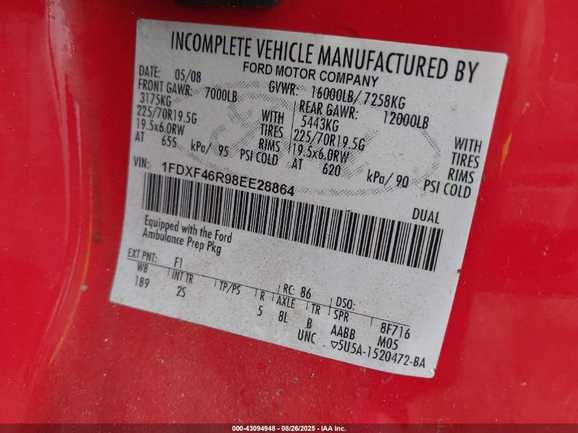 INCOMPLETE VEHICLE MANUFACTURED BY
FORD MOTOR COMPANY
DATE: 05/08 GVWR: 16000LB/ 7258KG
FRONT GAWR: 7000LB REAR GAWR: 12000LB
3175KG WITH 5443KG WITH
225/70R19.5G TIRES 225/70R19.5G TIRES
19.5x6.0RW RIMS 19.5x6.0RW RIMS
AT 655 kPa/ 95 PSI COLD AT 620 kPa/ 90 PSI COLD
VIN: 1FDXF46R98EE28864
DUAL
Equipped with the Ford
Ambulance Prep Pkg
EXT PNT: F1 RC: 86 DSO:
WB INT TR TP/PS R AXLE TR SPR 8F716
189 2S 5 8L B AABB M05
UNC ▽5U5A-1520472-BA
000-43094948 - 08/26/2025 - IAA Inc.